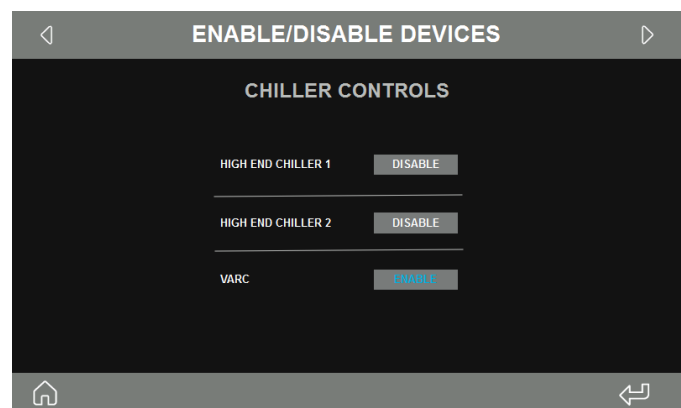 ENABLE/DISABLE DEVICES
CHILLER CONTROLS
HIGH END CHILLER 1 DISABLE
HIGH END CHILLER 2 DISABLE
VARC ENABLE